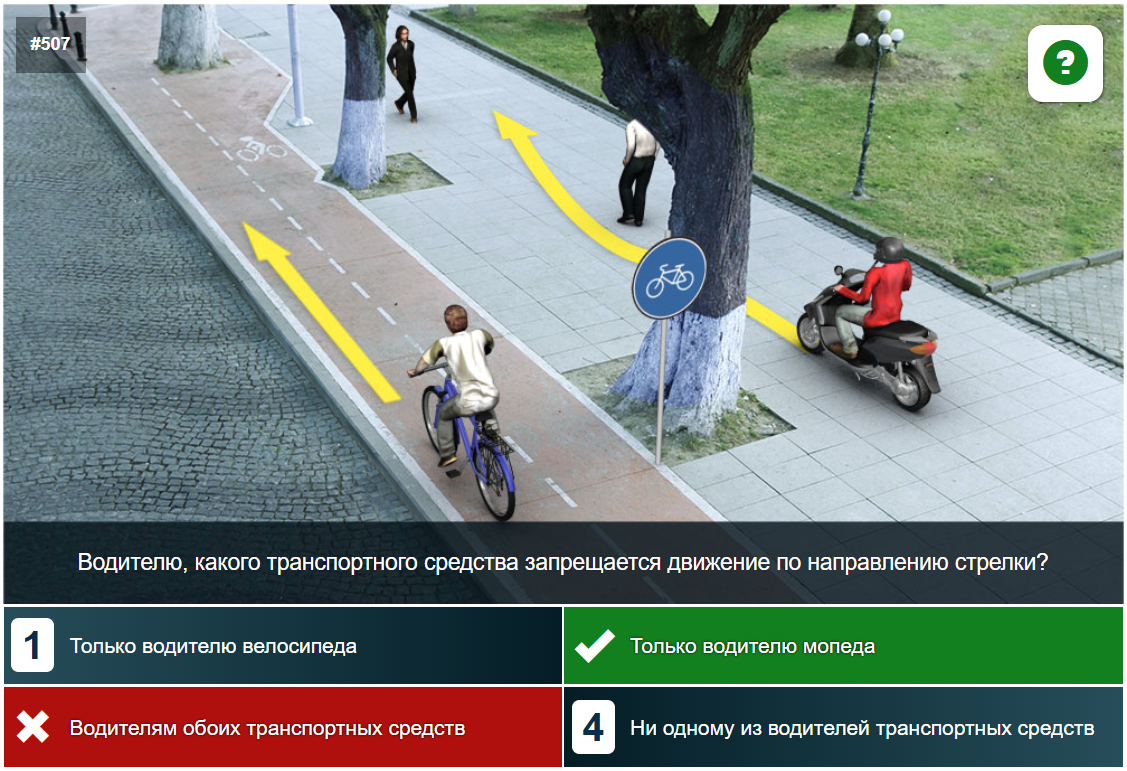 #507
?
Водителю, какого транспортного средства запрещается движение по направлению стрелки?
1 Только водителю велосипеда
Только водителю мопеда
Водителям обоих транспортных средств
4 Ни одному из водителей транспортных средств